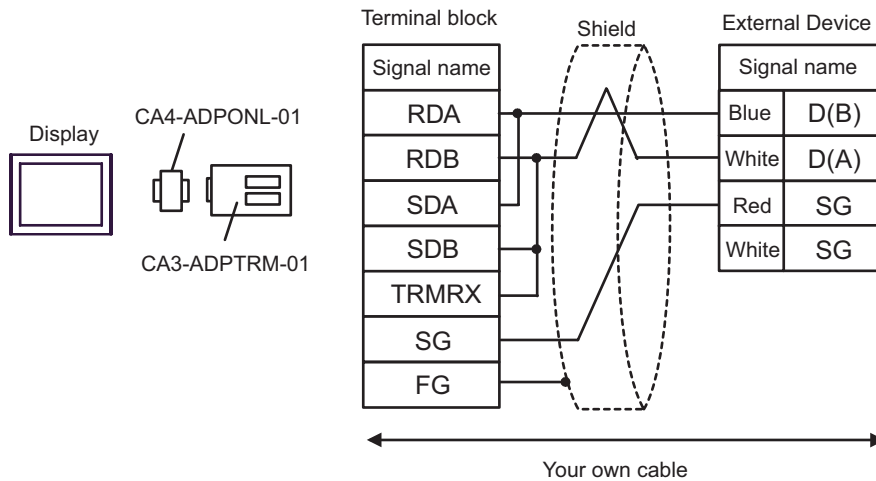 Display
CA4-ADPONL-01
CA3-ADPTRM-01
Terminal block
Signal name
RDA
RDB
SDA
SDB
TRMRX
SG
FG
Shield
External Device
Signal name
Blue D(B)
White D(A)
Red SG
White SG
Your own cable